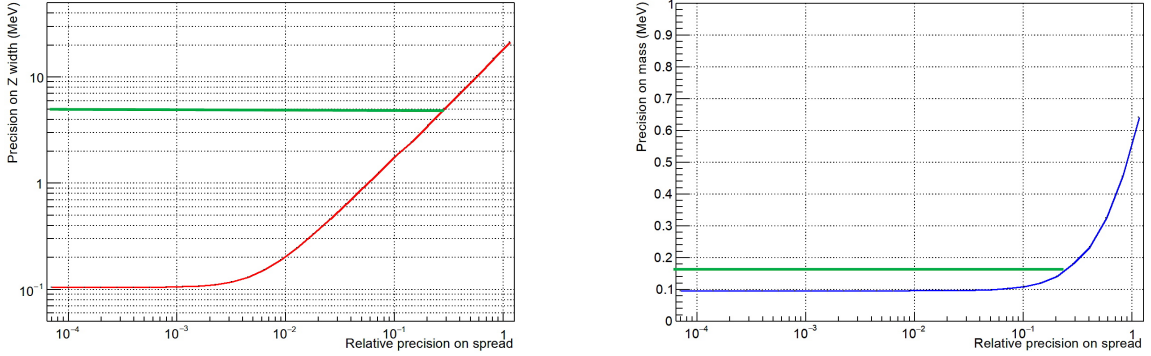 Precision on Z width (MeV)
10
1
10⁻¹
10⁻⁴ 10⁻³ 10⁻² 10⁻¹ 1
Relative precision on spread
Precision on mass (MeV)
1
0.9
0.8
0.7
0.6
0.5
0.4
0.3
0.2
0.1
0
10⁻⁴ 10⁻³ 10⁻² 10⁻¹ 1
Relative precision on spread